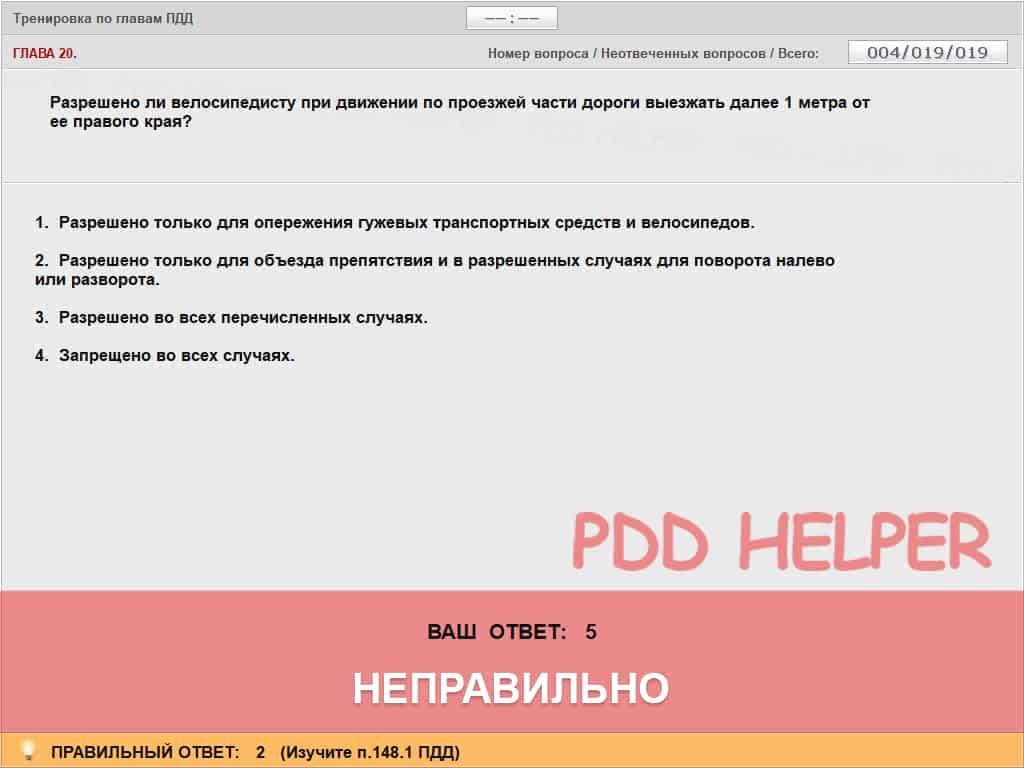 Тренировка по главам ПДД
–– : ––
ГЛАВА 20.
Номер вопроса / Неотвеченных вопросов / Всего:
004/019/019
Разрешено ли велосипедисту при движении по проезжей части дороги выезжать далее 1 метра от
ее правого края?
1. Разрешено только для опережения гужевых транспортных средств и велосипедов.
2. Разрешено только для объезда препятствия и в разрешенных случаях для поворота налево
или разворота.
3. Разрешено во всех перечисленных случаях.
4. Запрещено во всех случаях.
PDD HELPER
ВАШ ОТВЕТ: 5
НЕПРАВИЛЬНО
ПРАВИЛЬНЫЙ ОТВЕТ: 2 (Изучите п.148.1 ПДД)